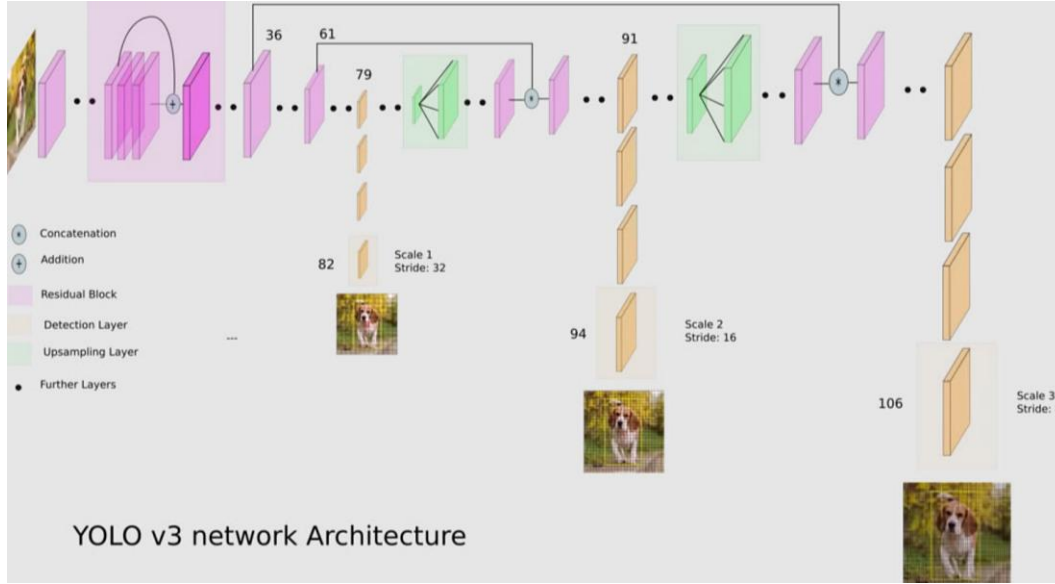 36
61
79
91
Concatenation
Addition
Residual Block
Detection Layer
Upsampling Layer
Further Layers
...
82
Scale 1
Stride: 32
94
Scale 2
Stride: 16
106
Scale 3
Stride:
YOLO v3 network Architecture